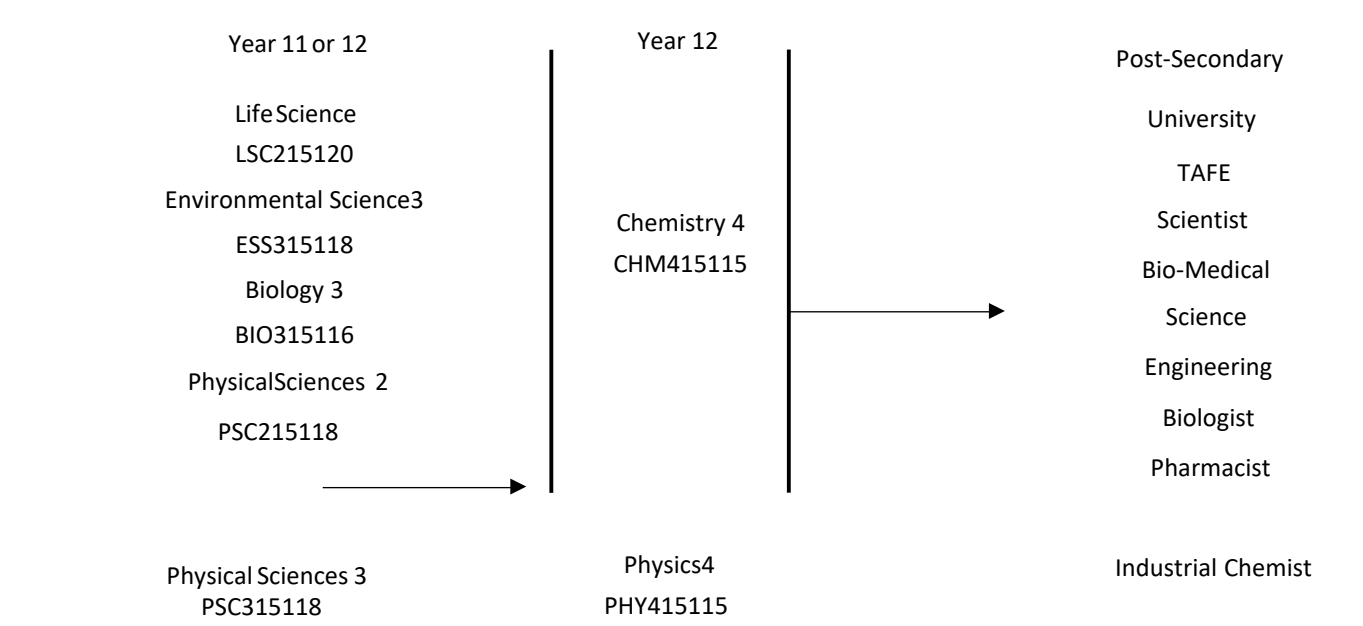 Year 11 or 12
Life Science
LSC215120
Environmental Science3
ESS315118
Biology 3
BIO315116
PhysicalSciences 2
PSC215118
Physical Sciences 3
PSC315118
Year 12
Chemistry 4
CHM415115
Physics4
PHY415115
Post-Secondary
University
TAFE
Scientist
Bio-Medical
Science
Engineering
Biologist
Pharmacist
Industrial Chemist